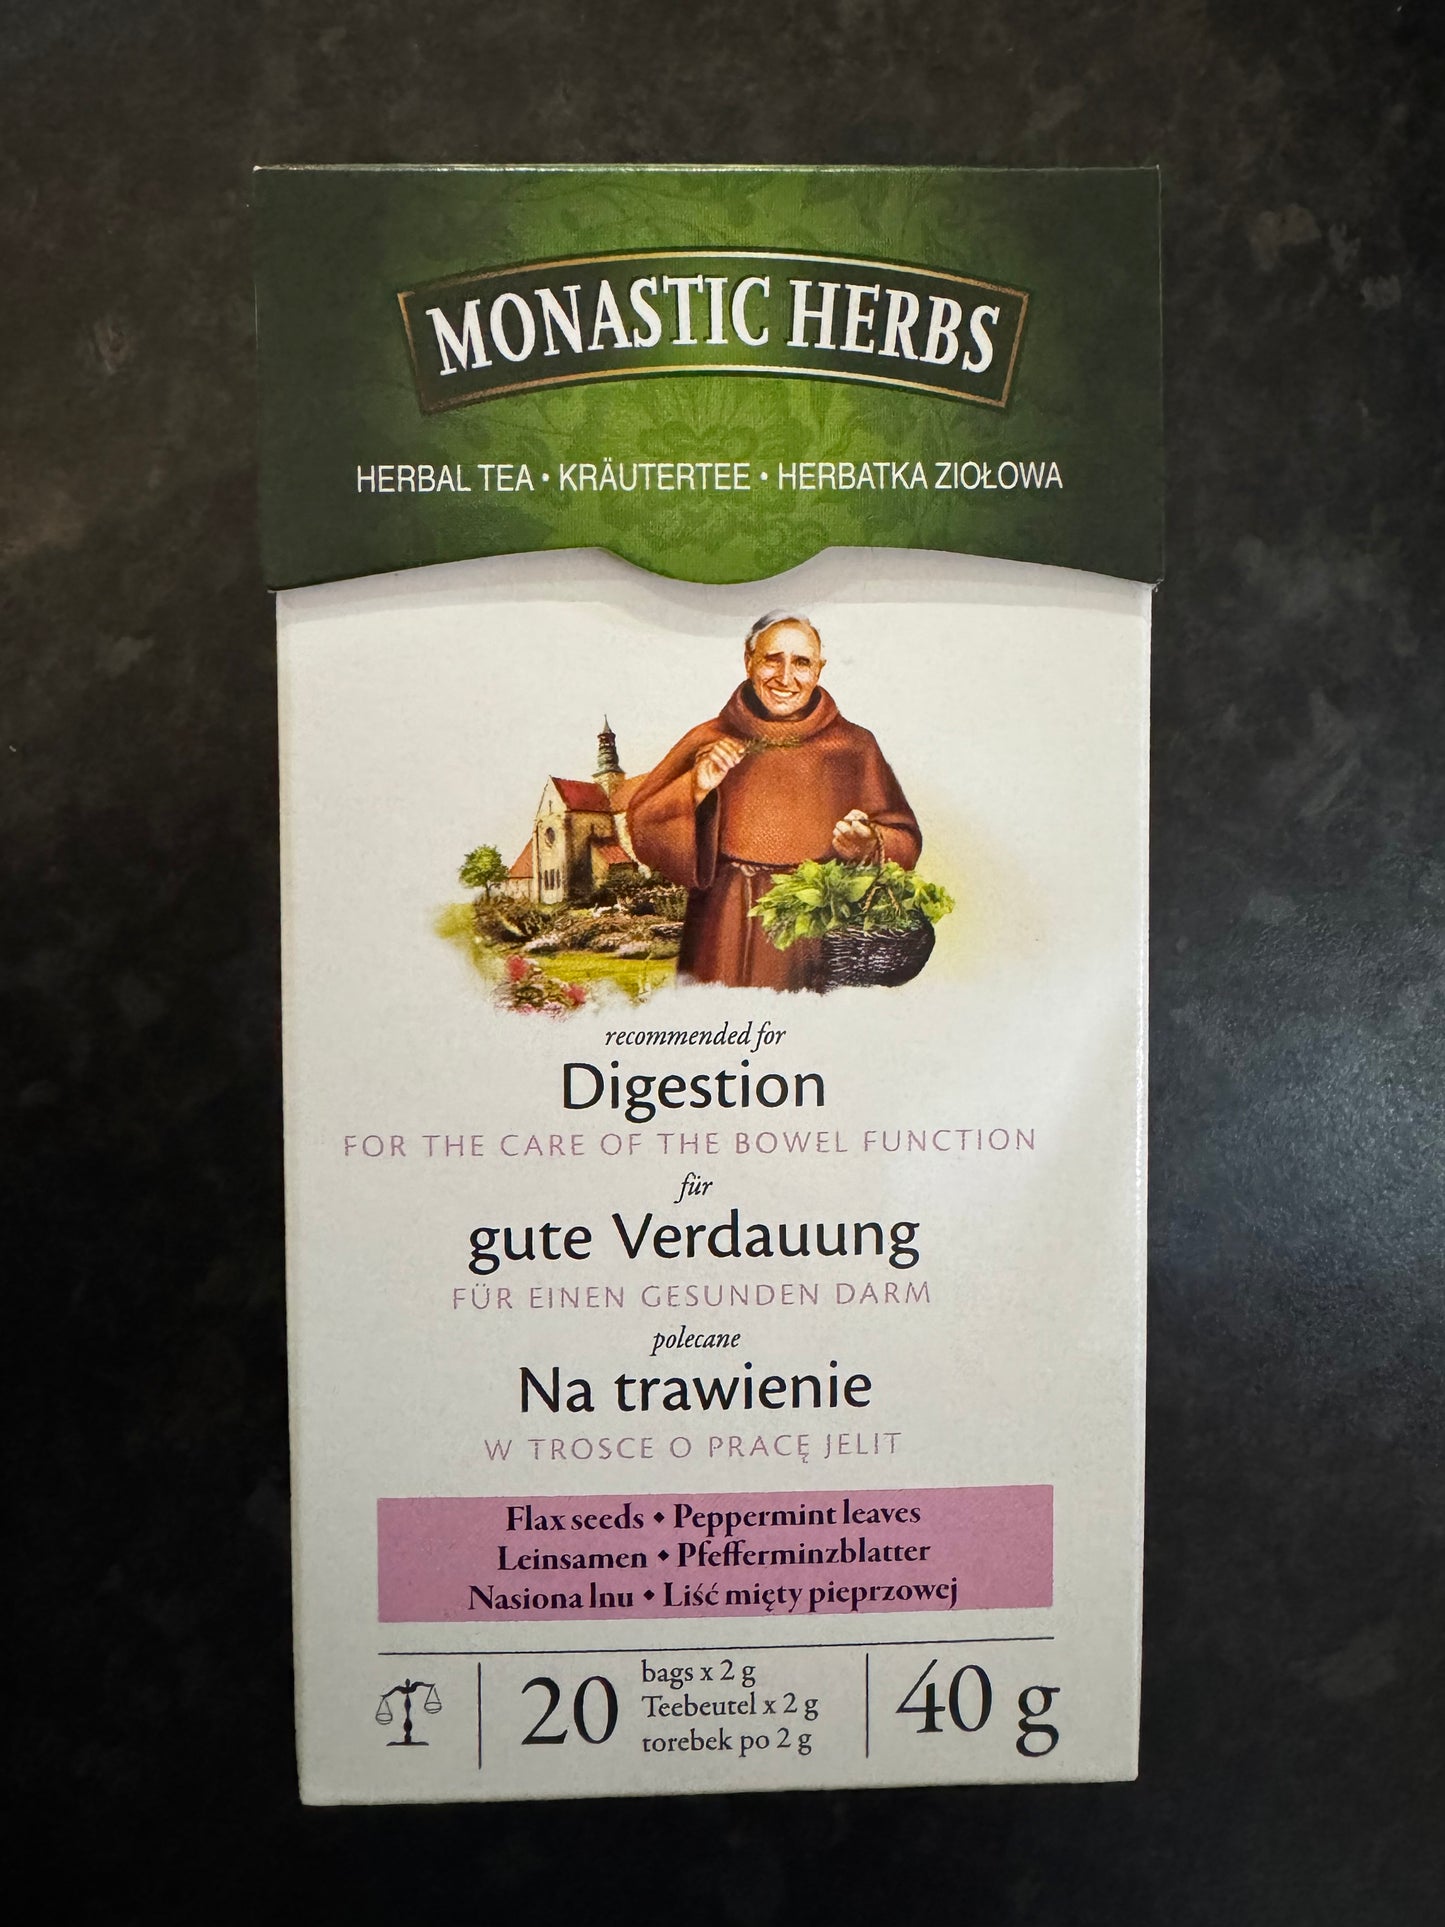 MONASTIC HERBS
HERBAL TEA • KRÄUTERTEE • HERBATKA ZIOŁOWA
recommended for
Digestion
FOR THE CARE OF THE BOWEL FUNCTION
für
gute Verdauung
FÜR EINEN GESUNDEN DARM
polecane
Na trawienie
W TROSCE O PRACĘ JELIT
Flax seeds ◆ Peppermint leaves
Leinsamen ◆ Pfefferminzblatter
Nasiona lnu ◆ Liść mięty pieprzowej
20
bags x 2 g
Teebeutel x 2 g
torebek po 2 g
40 g